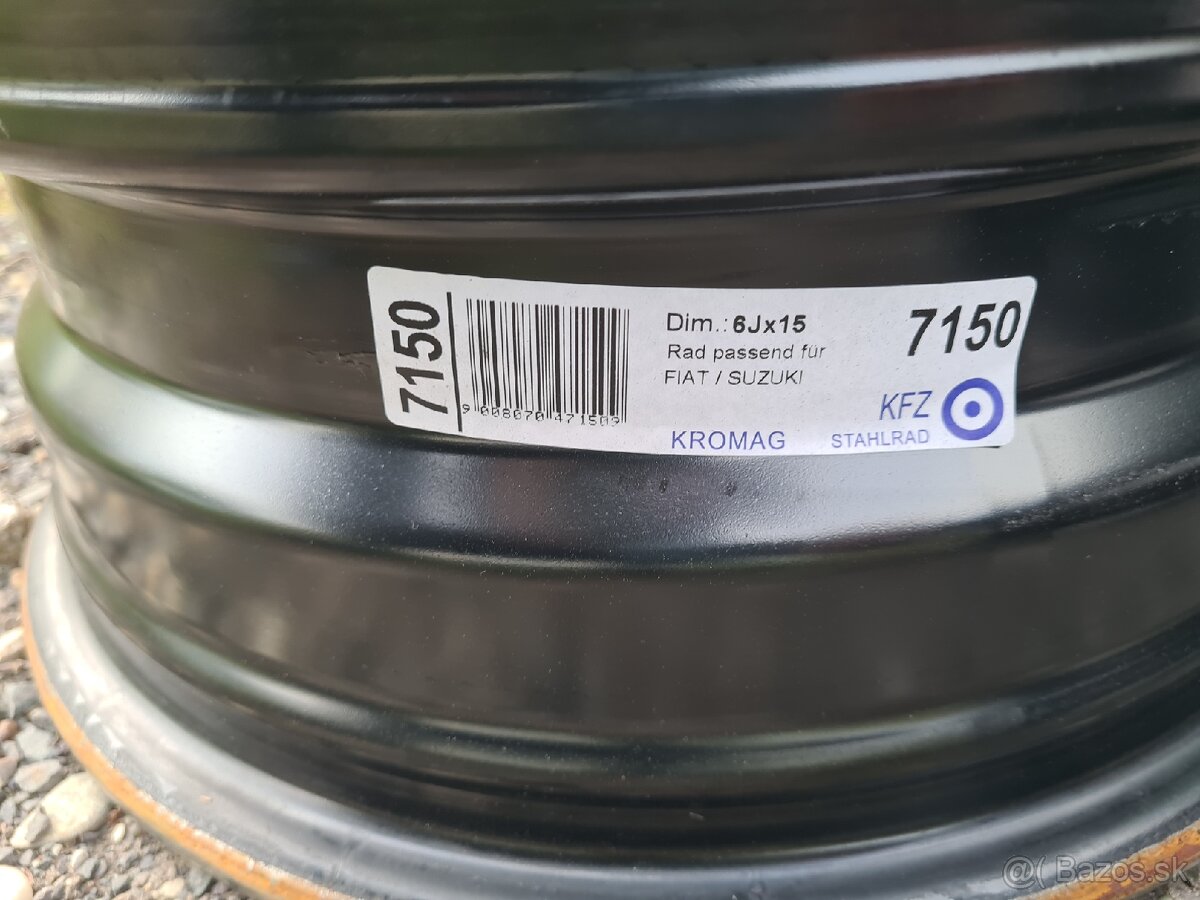 7150
9 008070 471509
Dim.: 6Jx15
Rad passend für
FIAT / SUZUKI
7150
KROMAG
KFZ
STAHLRAD
@( Bazos.sk